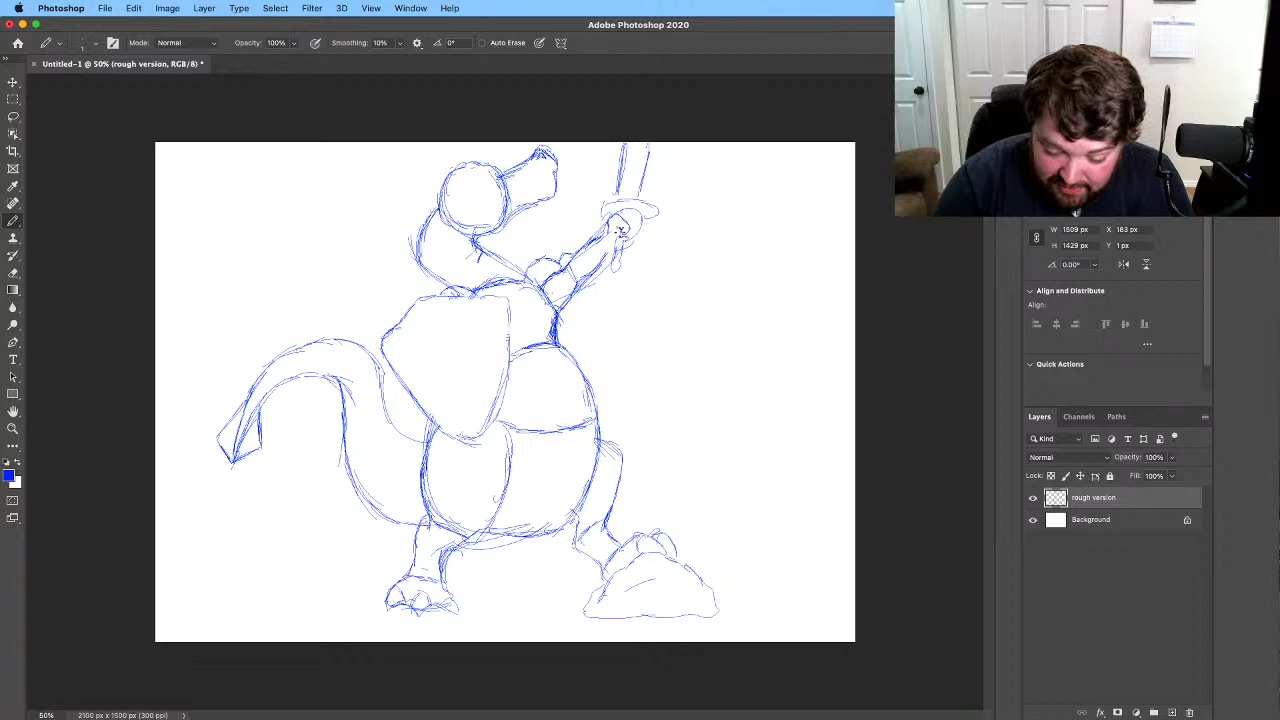 Photoshop File Edit Image Layer Type Select Filter 3D View Window Help
Adobe Photoshop 2020
Mode: Normal Opacity: 100% Smoothing: 10% 0° Auto Erase
Untitled-1 @ 50% (rough version, RGB/8) *
W 1509 px X 183 px
H 1429 px Y 1 px
0.00°
Align and Distribute
Align:
Quick Actions
Layers Channels Paths
Kind
Normal Opacity: 100%
Lock: Fill: 100%
rough version
Background
50% 2100 px x 1500 px (300 ppi)